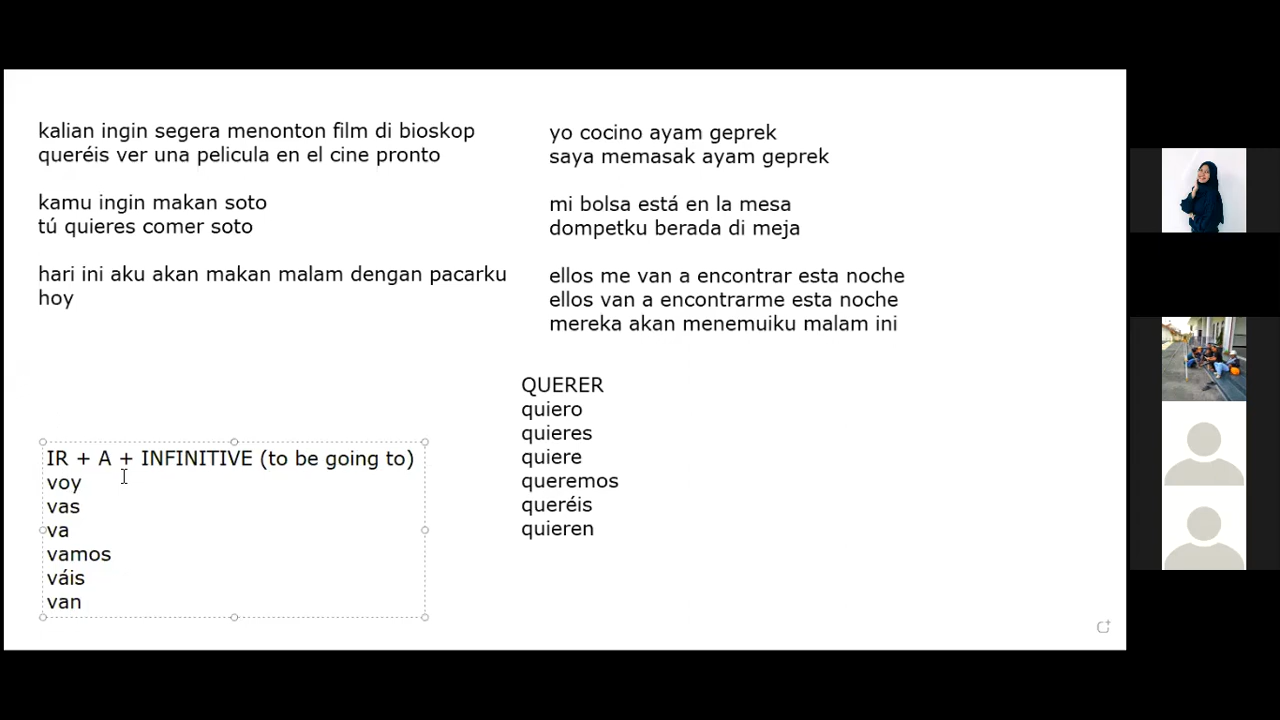 kalian ingin segera menonton film di bioskop
queréis ver una pelicula en el cine pronto
kamu ingin makan soto
tú quieres comer soto
hari ini aku akan makan malam dengan pacarku
hoy
yo cocino ayam geprek
saya memasak ayam geprek
mi bolsa está en la mesa
dompetku berada di meja
ellos me van a encontrar esta noche
ellos van a encontrarme esta noche
mereka akan menemuiku malam ini
IR + A + INFINITIVE (to be going to)
voy
vas
va
vamos
váis
van
QUERER
quiero
quieres
quiere
queremos
queréis
quieren